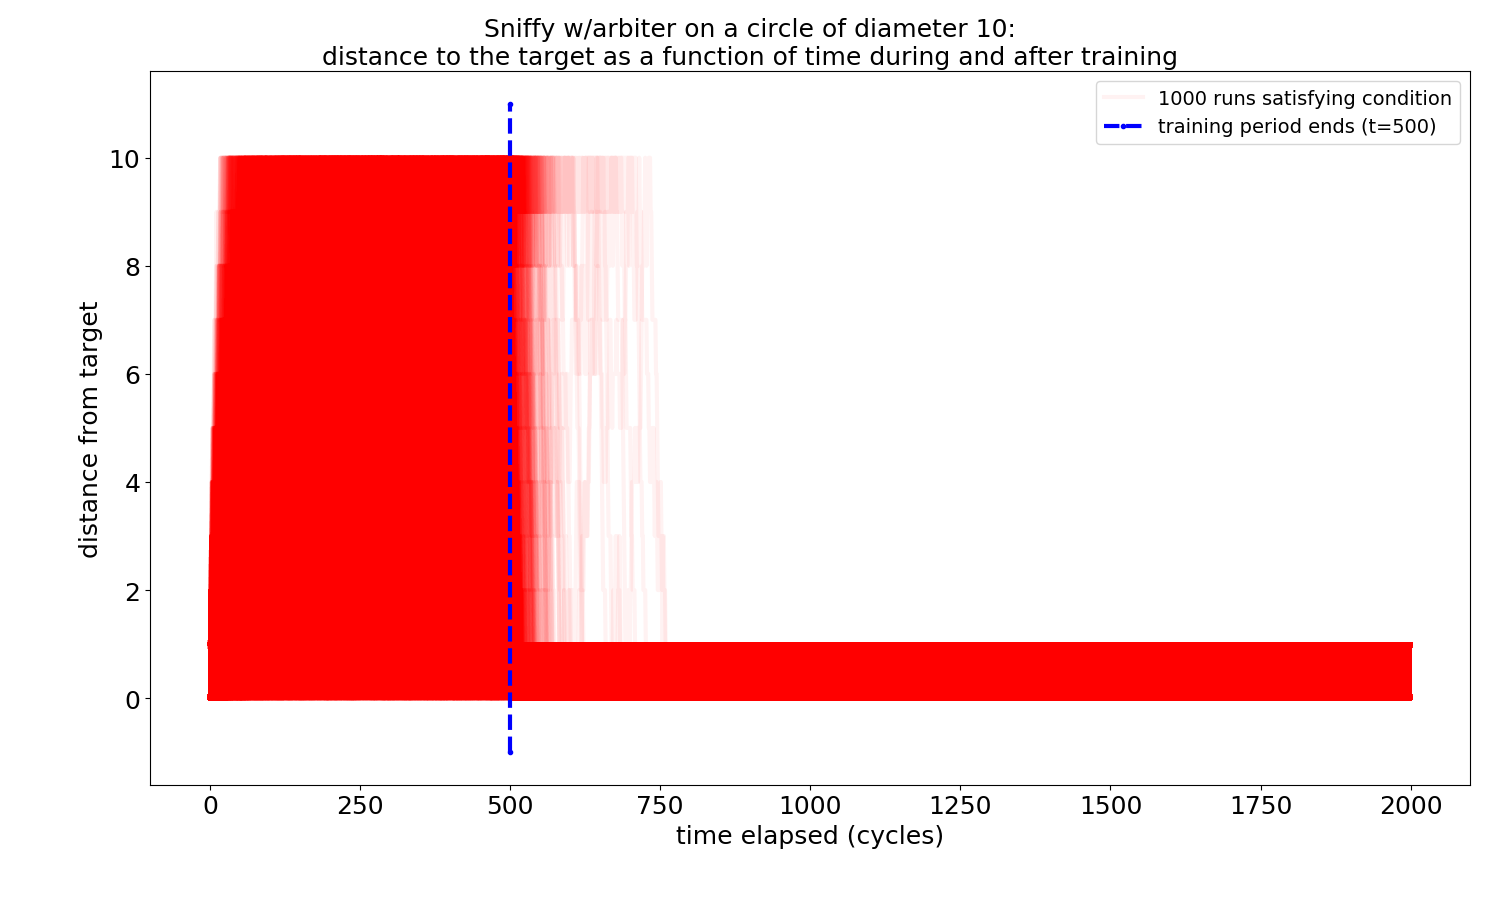 Sniffy w/arbiter on a circle of diameter 10:
distance to the target as a function of time during and after training
1000 runs satisfying condition
training period ends (t=500)
distance from target
10
8
6
4
2
0
0 250 500 750 1000 1250 1500 1750 2000
time elapsed (cycles)